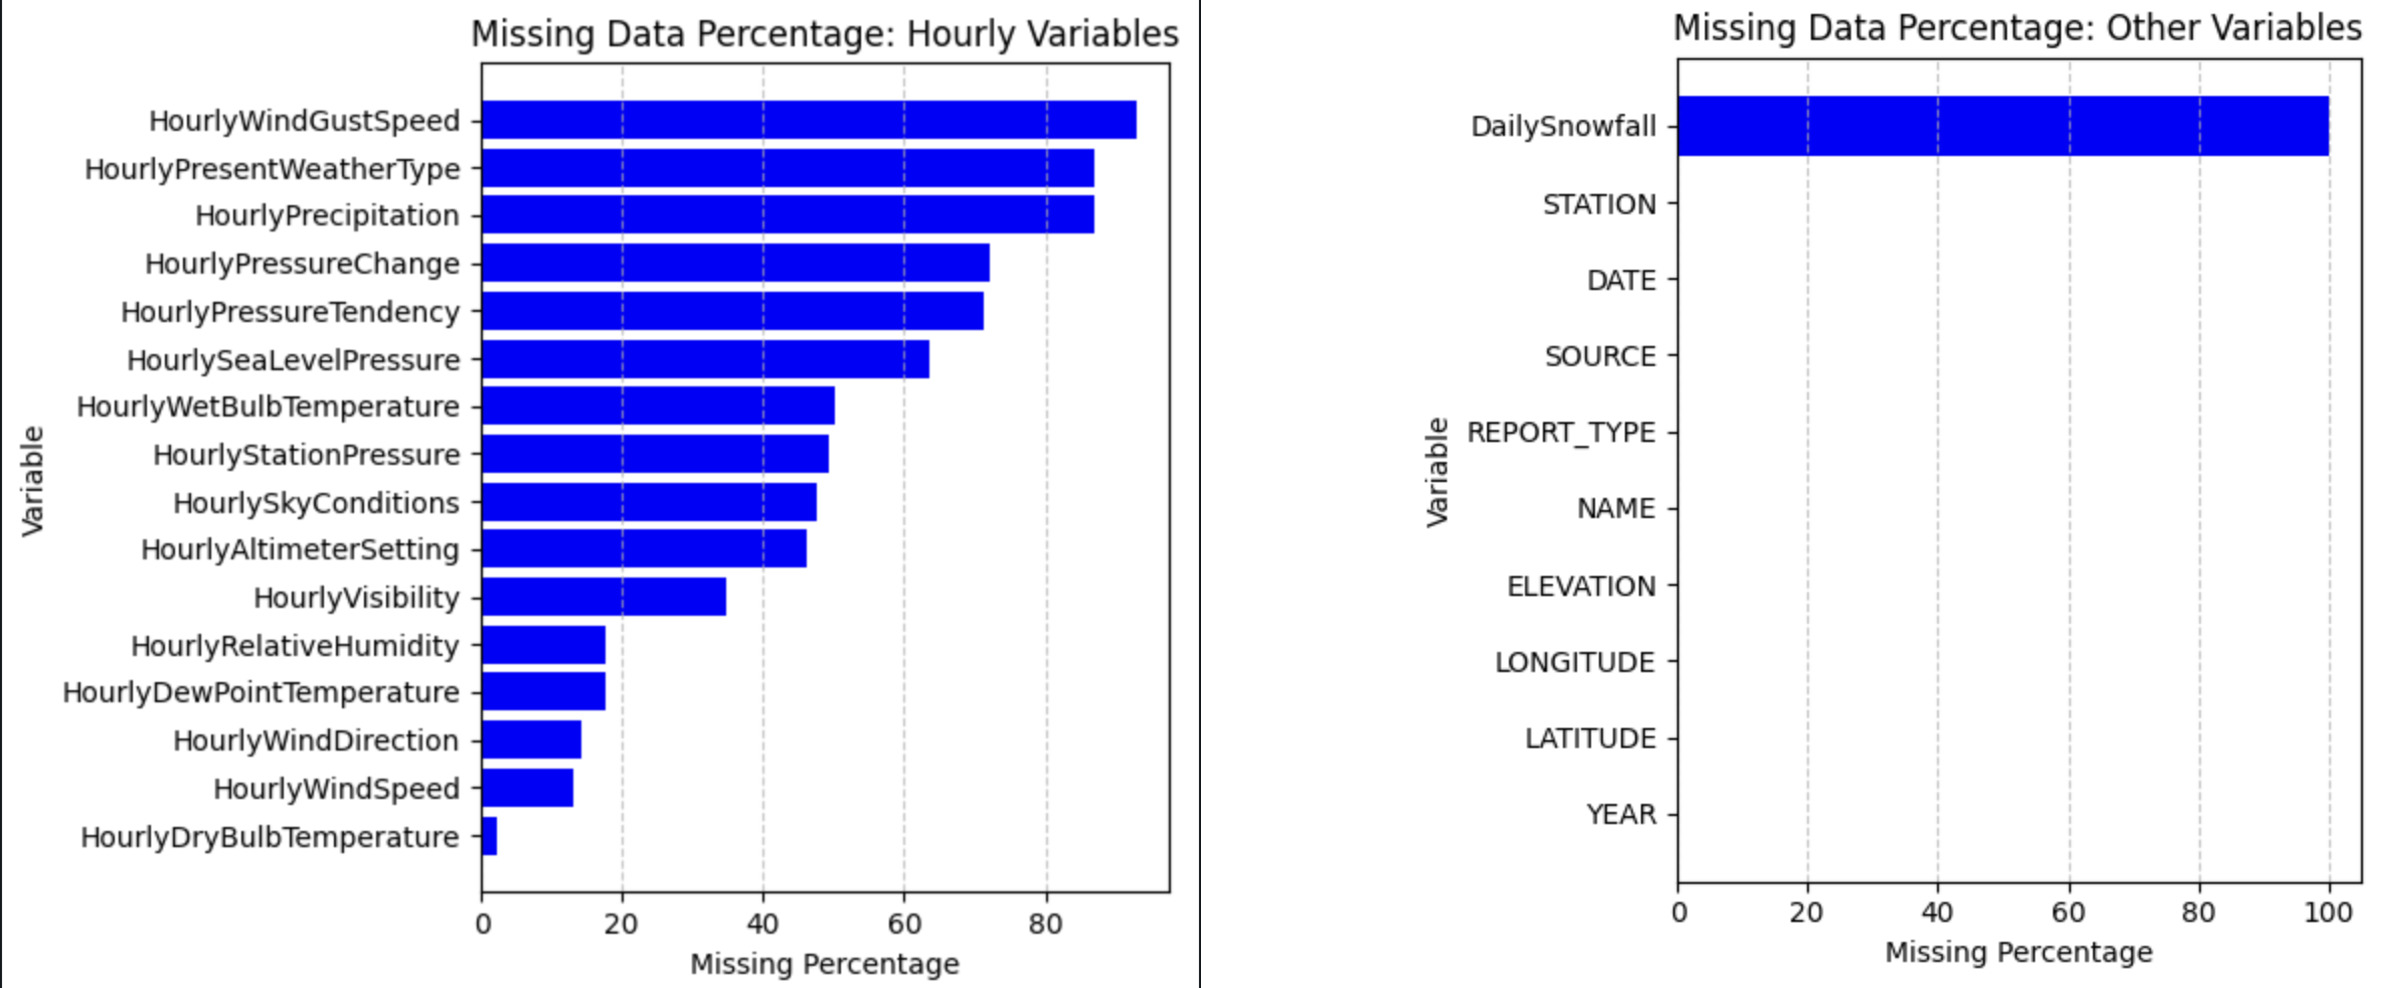 Missing Data Percentage: Hourly Variables
HourlyWindGustSpeed
HourlyPresentWeatherType
HourlyPrecipitation
HourlyPressureChange
HourlyPressureTendency
HourlySeaLevelPressure
HourlyWetBulbTemperature
HourlyStationPressure
HourlySkyConditions
HourlyAltimeterSetting
HourlyVisibility
HourlyRelativeHumidity
HourlyDewPointTemperature
HourlyWindDirection
HourlyWindSpeed
HourlyDryBulbTemperature
Variable
0 20 40 60 80
Missing Percentage
Missing Data Percentage: Other Variables
DailySnowfall
STATION
DATE
SOURCE
REPORT_TYPE
NAME
ELEVATION
LONGITUDE
LATITUDE
YEAR
Variable
0 20 40 60 80 100
Missing Percentage